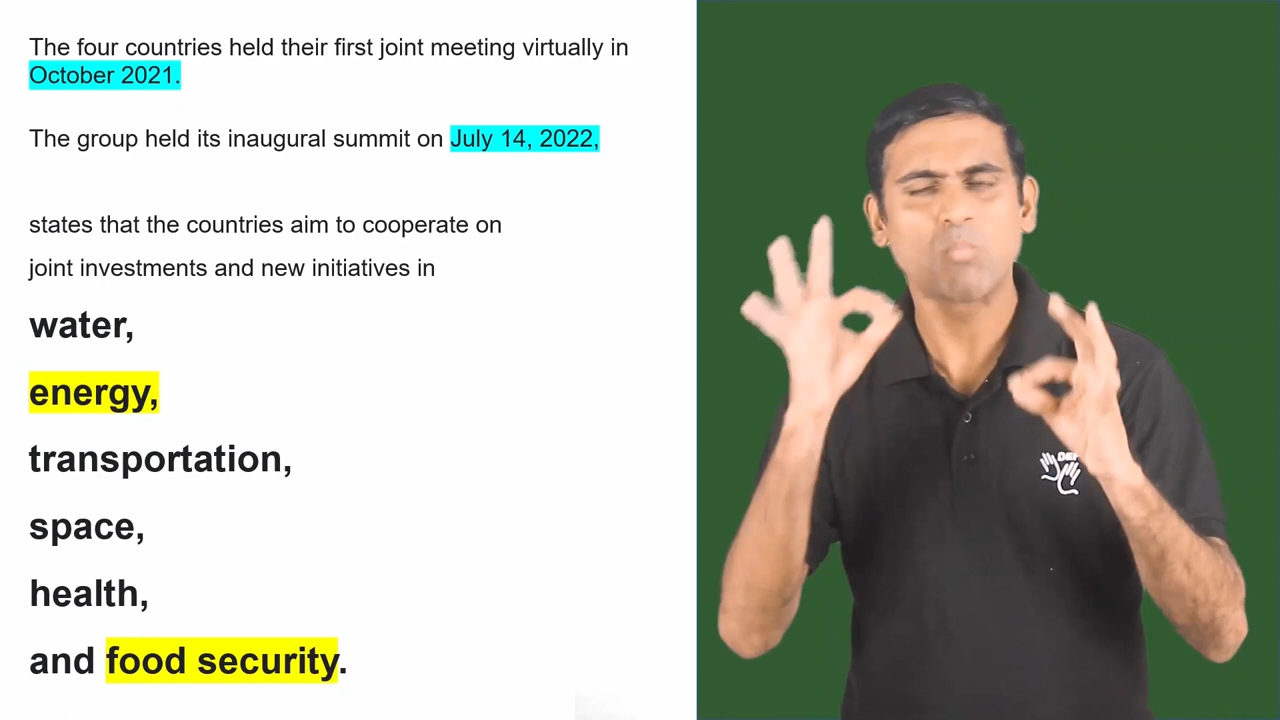 The four countries held their first joint meeting virtually in
October 2021.
The group held its inaugural summit on July 14, 2022,
states that the countries aim to cooperate on
joint investments and new initiatives in
water,
energy,
transportation,
space,
health,
and food security.